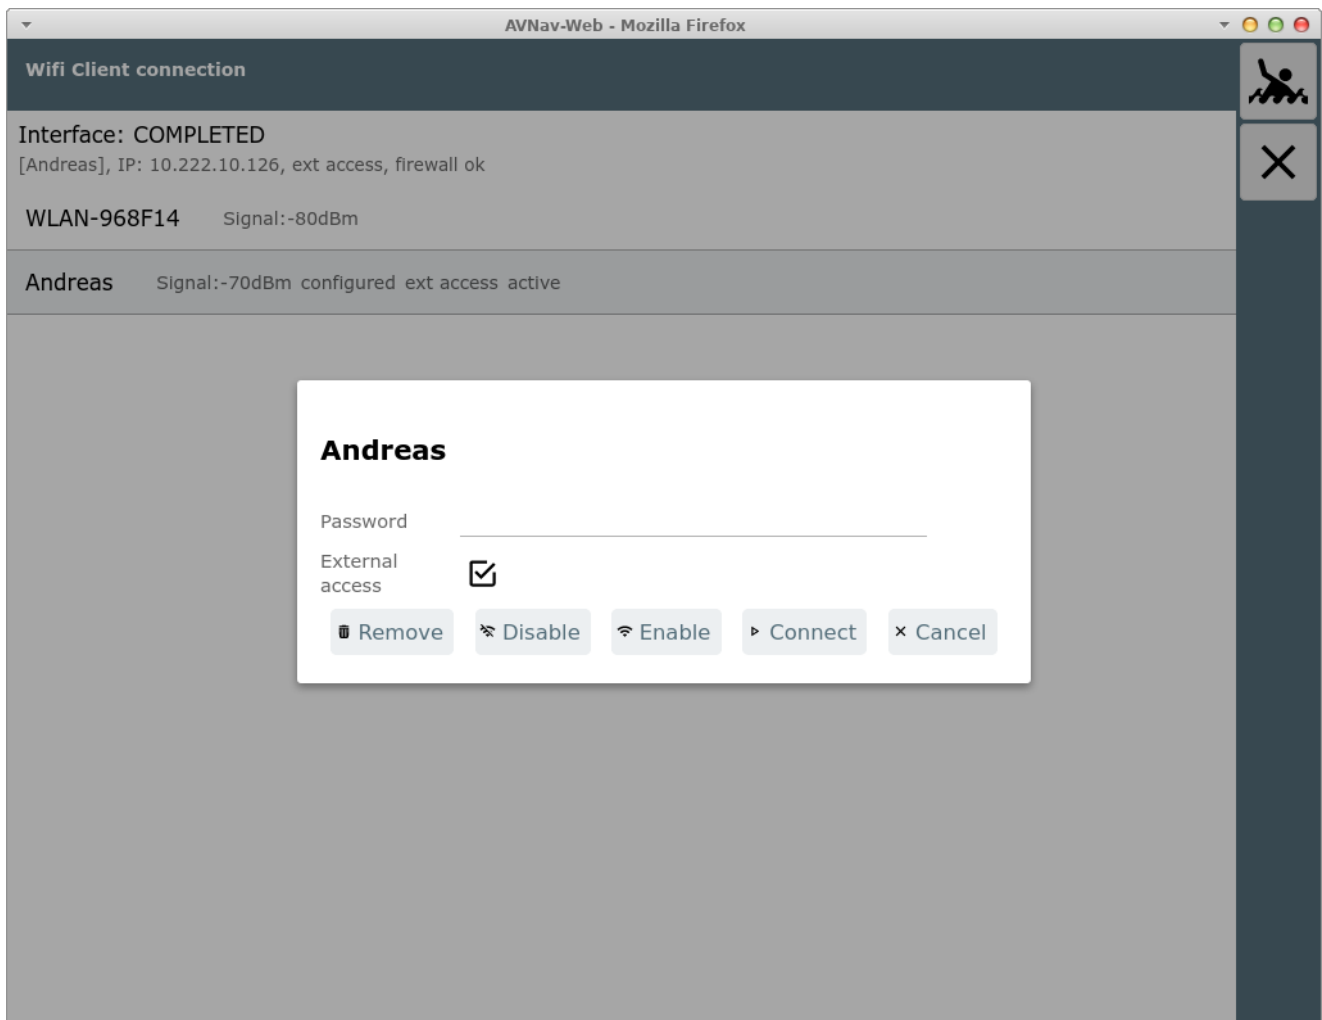 AVNav-Web - Mozilla Firefox
Wifi Client connection
Interface: COMPLETED
[Andreas], IP: 10.222.10.126, ext access, firewall ok
WLAN-968F14 Signal:-80dBm
Andreas Signal:-70dBm configured ext access active
Andreas
Password
External
access
Remove Disable Enable Connect Cancel